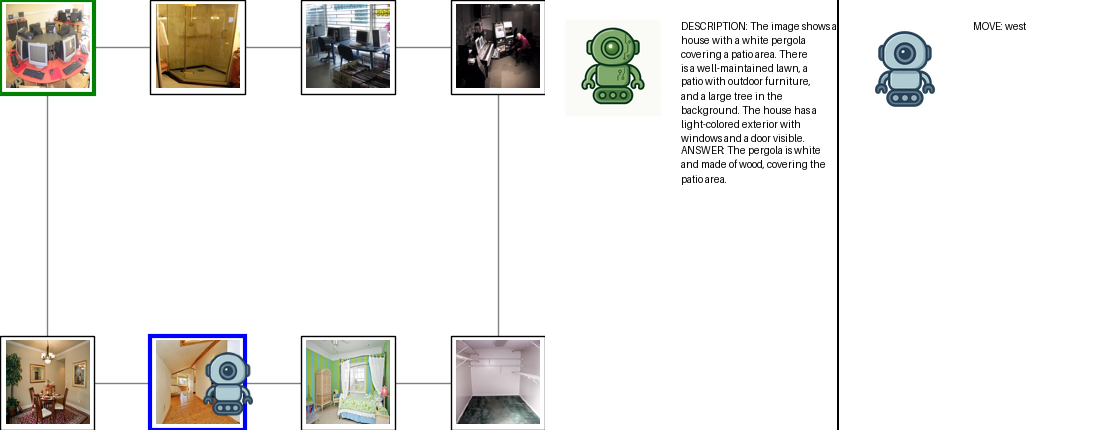 DESCRIPTION: The image shows a
house with a white pergola
covering a patio area. There
is a well-maintained lawn, a
patio with outdoor furniture,
and a large tree in the
background. The house has a
light-colored exterior with
windows and a door visible.
ANSWER: The pergola is white
and made of wood, covering the
patio area.
MOVE: west